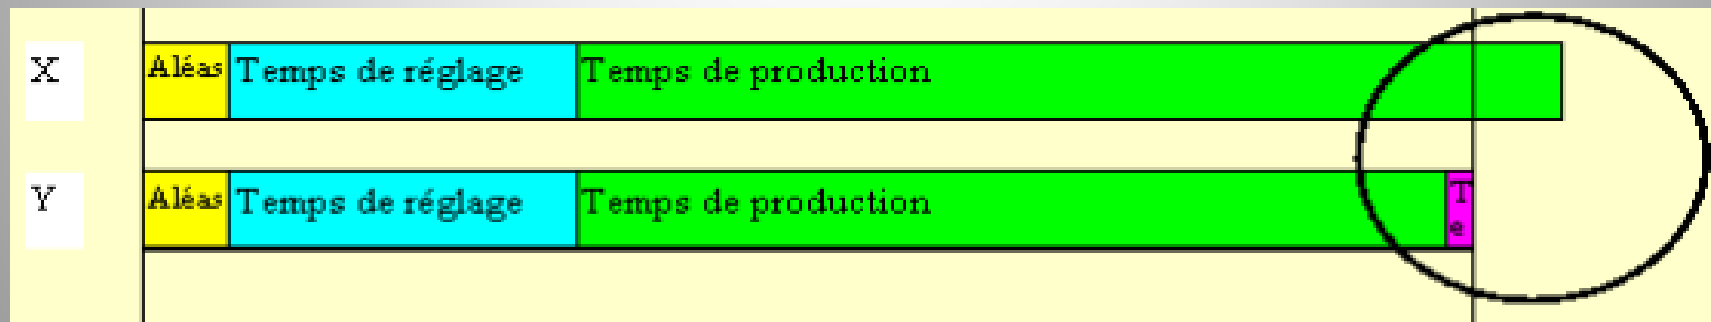 X
Aléas Temps de réglage Temps de production
Y
Aléas Temps de réglage Temps de production
T
e